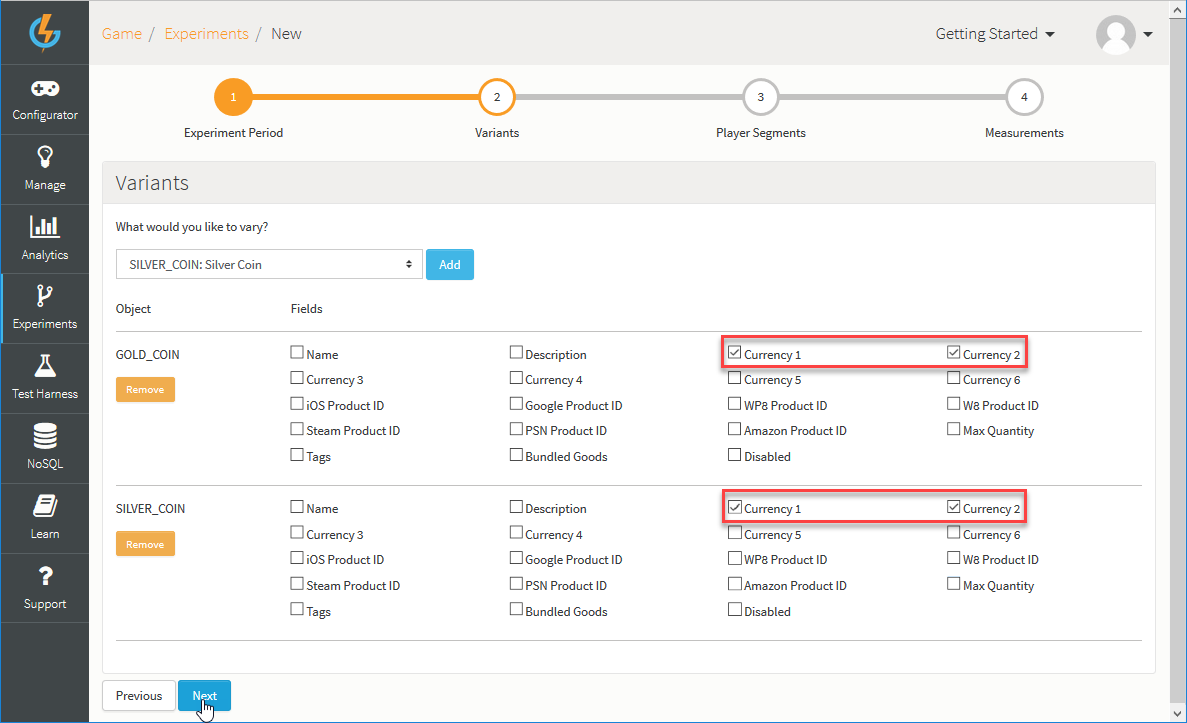 Game / Experiments / New
Getting Started
Configurator
Manage
Analytics
Experiments
Test Harness
NoSQL
Learn
Support
1 2 3 4
Experiment Period Variants Player Segments Measurements
Variants
What would you like to vary?
SILVER_COIN: Silver Coin Add
Object Fields
GOLD_COIN Name Description Currency 1 Currency 2
Remove Currency 3 Currency 4 Currency 5 Currency 6
iOS Product ID Google Product ID WP8 Product ID W8 Product ID
Steam Product ID PSN Product ID Amazon Product ID Max Quantity
Tags Bundled Goods Disabled
SILVER_COIN Name Description Currency 1 Currency 2
Remove Currency 3 Currency 4 Currency 5 Currency 6
iOS Product ID Google Product ID WP8 Product ID W8 Product ID
Steam Product ID PSN Product ID Amazon Product ID Max Quantity
Tags Bundled Goods Disabled
Previous Next